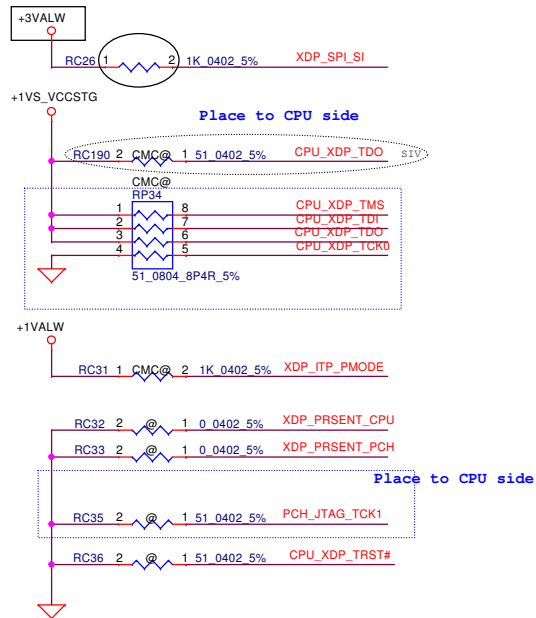 +3VALW
RC26 1 2 1K_0402_5% XDP_SPI_SI
+1VS_VCCSTG
Place to CPU side
RC190 2 CMC@ 1 51_0402_5% CPU_XDP_TDO SIV
CMC@
RP34
1 8 CPU_XDP_TMS
2 7 CPU_XDP_TDI
3 6 CPU_XDP_TDO
4 5 CPU_XDP_TCK0
51_0804_8P4R_5%
+1VALW
RC31 1 CMC@ 2 1K_0402_5% XDP_ITP_PMODE
RC32 2 @ 1 0_0402_5% XDP_PRSENT_CPU
RC33 2 @ 1 0_0402_5% XDP_PRSENT_PCH
Place to CPU side
RC35 2 @ 1 51_0402_5% PCH_JTAG_TCK1
RC36 2 @ 1 51_0402_5% CPU_XDP_TRST#